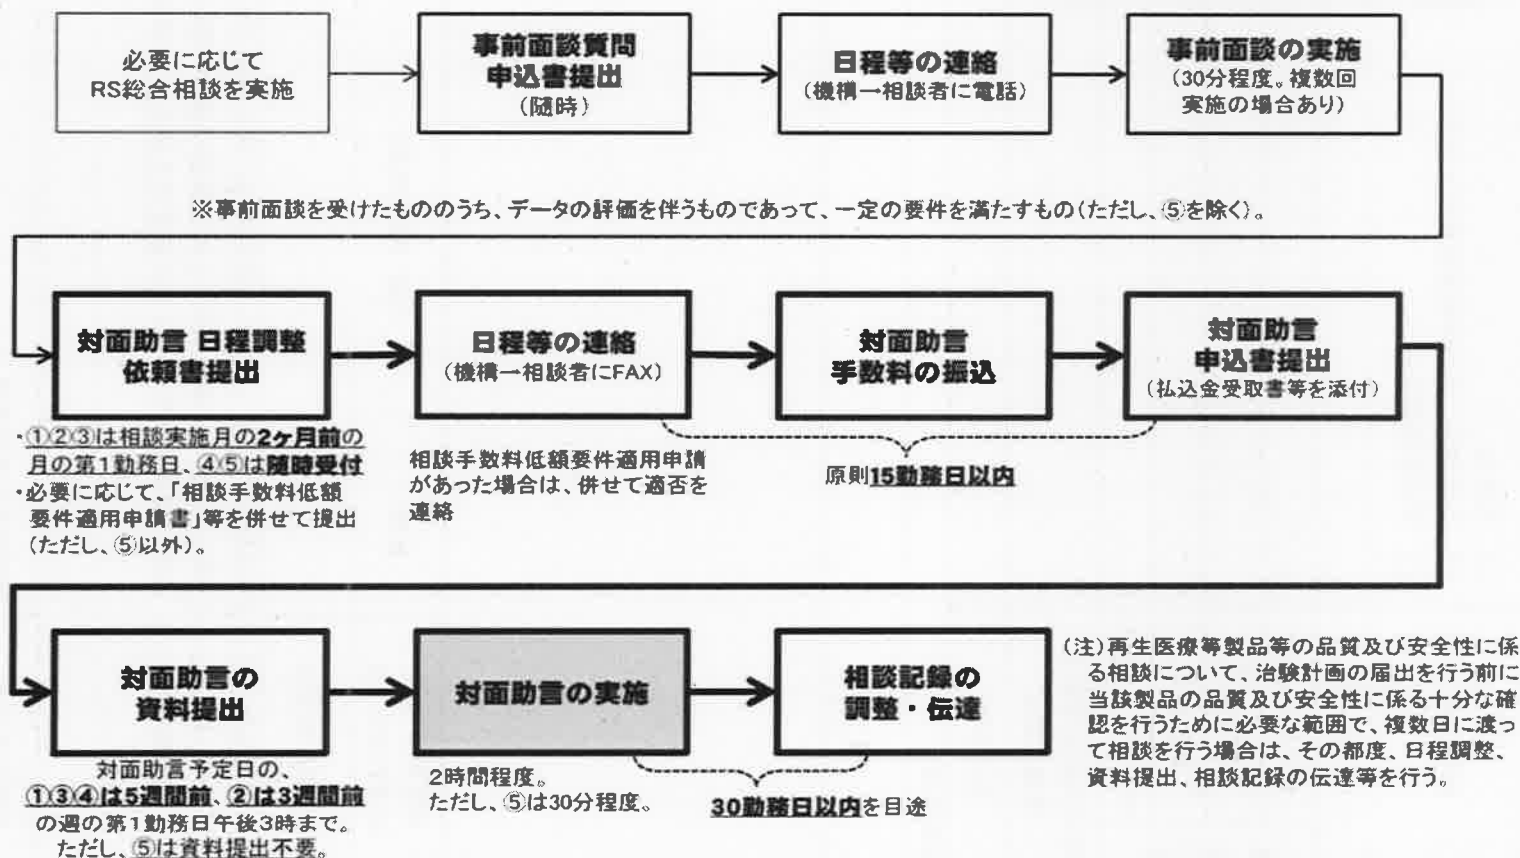 必要に応じて
RS総合相談を実施
事前面談質問
申込書提出
(随時)
日程等の連絡
(機構→相談者に電話)
事前面談の実施
(30分程度。複数回
実施の場合あり)
※事前面談を受けたもののうち、データの評価を伴うものであって、一定の要件を満たすもの(ただし、⑤を除く)。
対面助言 日程調整
依頼書提出
日程等の連絡
(機構→相談者にFAX)
対面助言
手数料の振込
対面助言
申込書提出
(払込金受取書等を添付)
・①②③は相談実施月の2ヶ月前の
月の第1勤務日、④⑤は随時受付
・必要に応じて、「相談手数料低額
要件適用申請書」等を併せて提出
(ただし、⑤以外)。
相談手数料低額要件適用申請
があった場合は、併せて適否を
連絡
原則15勤務日以内
対面助言の
資料提出
対面助言の実施
相談記録の
調整・伝達
対面助言予定日の、
①③④は5週間前、②は3週間前
の週の第1勤務日午後3時まで。
ただし、⑤は資料提出不要。
2時間程度。
ただし、⑤は30分程度。
30勤務日以内を目途
(注)再生医療等製品等の品質及び安全性に係
る相談について、治験計画の届出を行う前に
当該製品の品質及び安全性に係る十分な確
認を行うために必要な範囲で、複数日に渡っ
て相談を行う場合は、その都度、日程調整、
資料提出、相談記録の伝達等を行う。